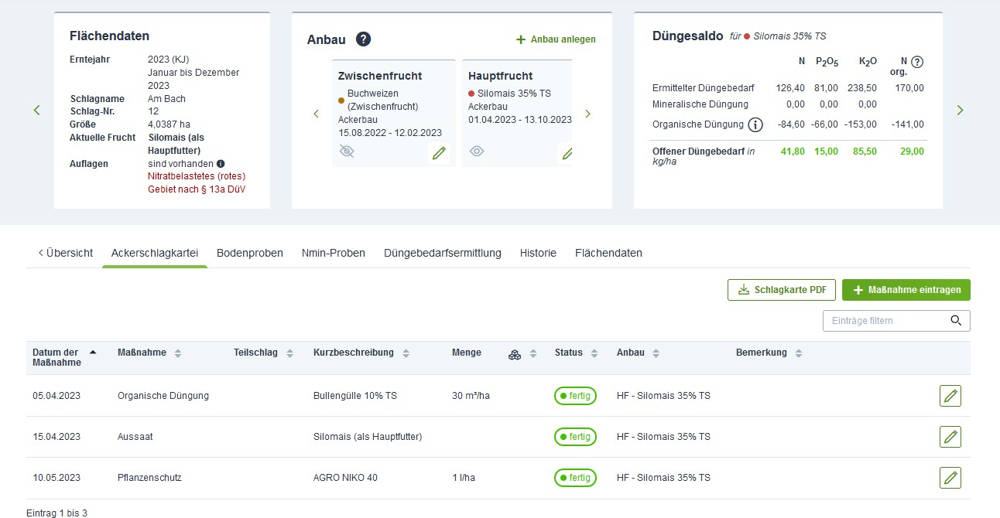 Flächendaten
Erntejahr 2023 (KJ)
Januar bis Dezember
2023
Schlagname Am Bach
Schlag-Nr. 12
Größe 4,0387 ha
Aktuelle Frucht Silomais (als
Hauptfutter)
Auflagen sind vorhanden i
Nitratbelastetes (rotes)
Gebiet nach § 13a DüV
Anbau ?
+ Anbau anlegen
Zwischenfrucht
Buchweizen
(Zwischenfrucht)
Ackerbau
15.08.2022 - 12.02.2023
Hauptfrucht
Silomais 35% TS
Ackerbau
01.04.2023 - 13.10.2023
Düngesaldo für Silomais 35% TS
N P2O5 K2O N ?
org.
Ermittelter Düngebedarf 126,40 81,00 238,50 170,00
Mineralische Düngung 0,00 0,00 0,00
Organische Düngung i -84,60 -66,00 -153,00 -141,00
Offener Düngebedarf in 41,80 15,00 85,50 29,00
kg/ha
< Übersicht Ackerschlagkartei Bodenproben Nmin-Proben Düngebedarfsermittlung Historie Flächendaten
Schlagkarte PDF + Maßnahme eintragen
Einträge filtern
Datum der Maßnahme Teilschlag Kurzbeschreibung Menge Status Anbau Bemerkung
Maßnahme
05.04.2023 Organische Düngung Bullengülle 10% TS 30 m³/ha fertig HF - Silomais 35% TS
15.04.2023 Aussaat Silomais (als Hauptfutter) fertig HF - Silomais 35% TS
10.05.2023 Pflanzenschutz AGRO NIKO 40 1 l/ha fertig HF - Silomais 35% TS
Eintrag 1 bis 3